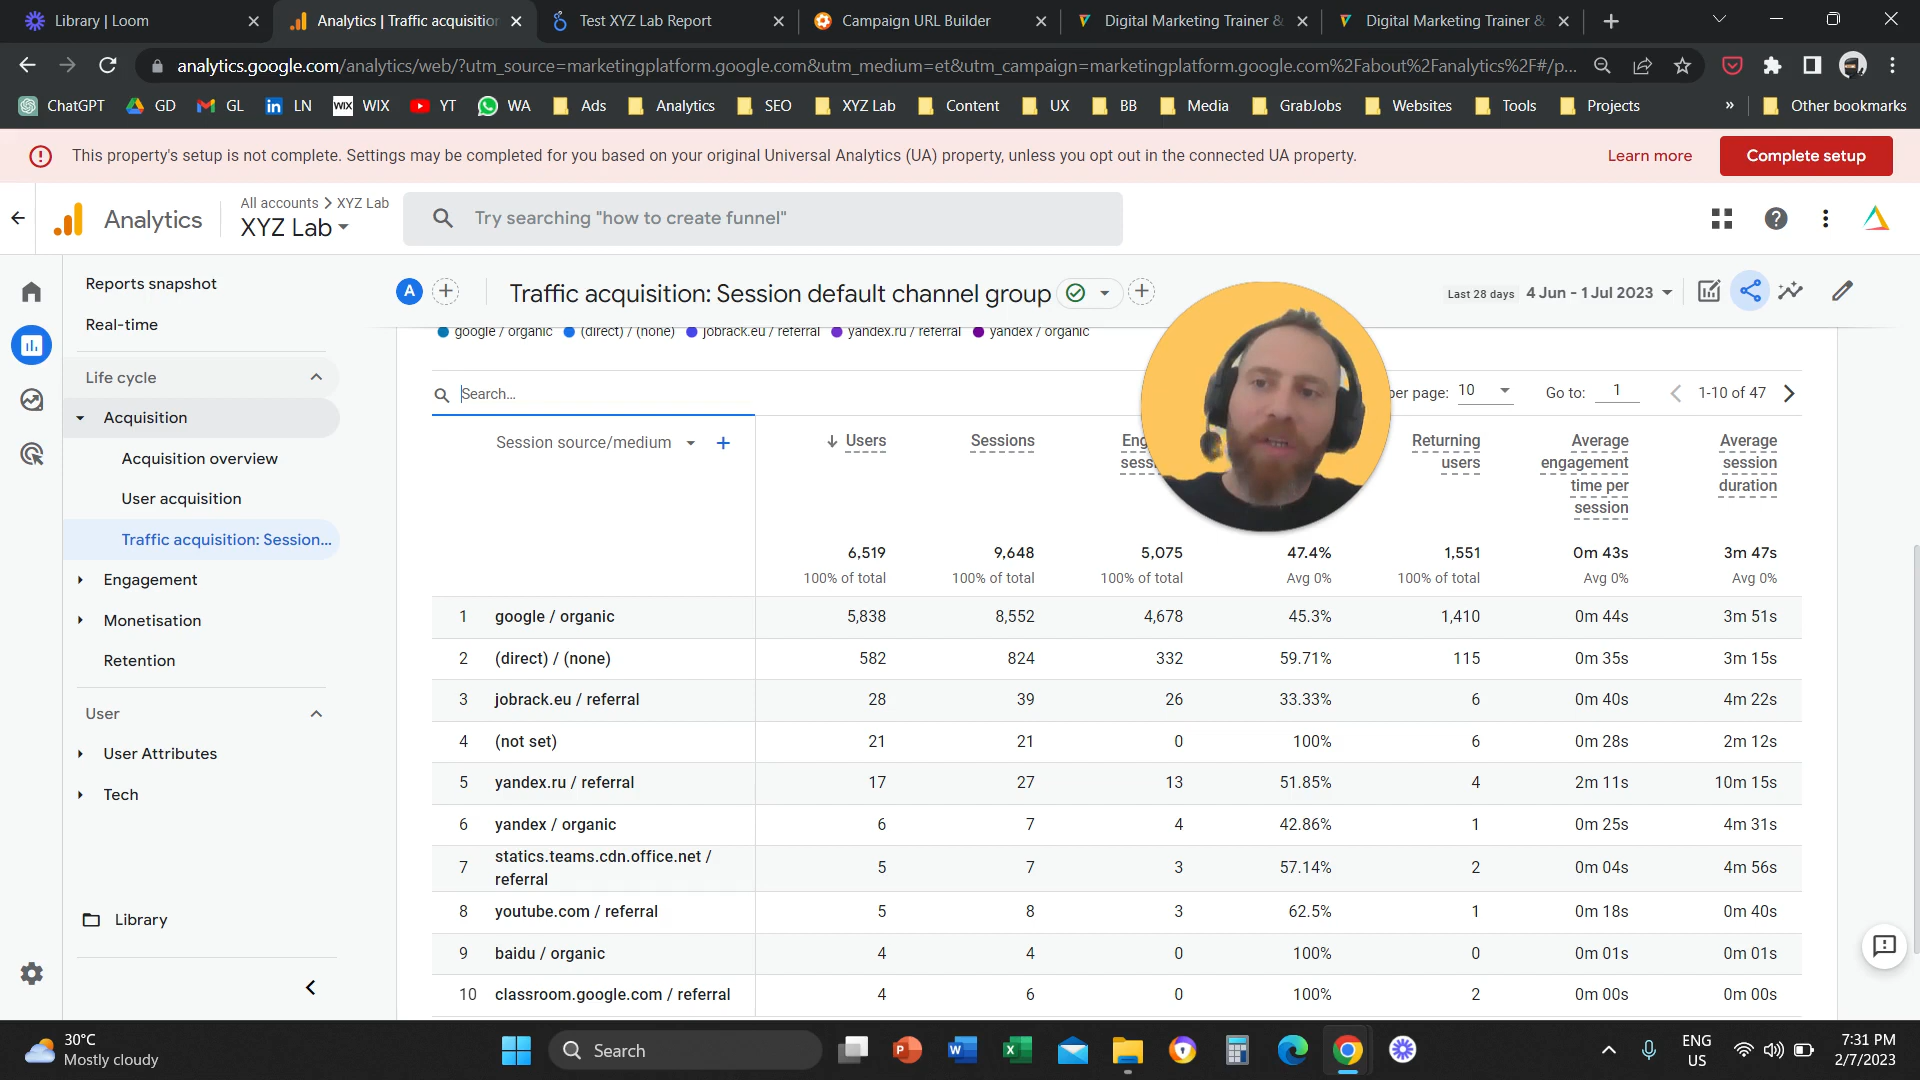 Library | Loom
Analytics | Traffic acquisition
Test XYZ Lab Report
Campaign URL Builder
Digital Marketing Trainer &
Digital Marketing Trainer &
analytics.google.com/analytics/web/?utm_source=marketingplatform.google.com&utm_medium=et&utm_campaign=marketingplatform.google.com%2Fabout%2Fanalytics%2F#/p...
ChatGPT
GD
GL
LN
WIX
WIX
YT
WA
Ads
Analytics
SEO
XYZ Lab
Content
UX
BB
Media
GrabJobs
Websites
Tools
Projects
»
Other bookmarks
This property's setup is not complete. Settings may be completed for you based on your original Universal Analytics (UA) property, unless you opt out in the connected UA property.
Learn more
Complete setup
Analytics
All accounts > XYZ Lab
XYZ Lab
Try searching "how to create funnel"
Reports snapshot
Real-time
Life cycle
Acquisition
Acquisition overview
User acquisition
Traffic acquisition: Session...
Engagement
Monetisation
Retention
User
User Attributes
Tech
Library
A
Traffic acquisition: Session default channel group
Last 28 days 4 Jun - 1 Jul 2023
google / organic (direct) / (none) jobrack.eu / referral yandex.ru / referral yandex / organic
Search...
per page: 10 Go to: 1 1-10 of 47
Session source/medium
Users
Sessions
Returning users
Average engagement time per session
Average session duration
6,519 9,648 5,075 47.4% 1,551 0m 43s 3m 47s
100% of total 100% of total 100% of total Avg 0% 100% of total Avg 0% Avg 0%
1 google / organic 5,838 8,552 4,678 45.3% 1,410 0m 44s 3m 51s
2 (direct) / (none) 582 824 332 59.71% 115 0m 35s 3m 15s
3 jobrack.eu / referral 28 39 26 33.33% 6 0m 40s 4m 22s
4 (not set) 21 21 0 100% 6 0m 28s 2m 12s
5 yandex.ru / referral 17 27 13 51.85% 4 2m 11s 10m 15s
6 yandex / organic 6 7 4 42.86% 1 0m 25s 4m 31s
7 statics.teams.cdn.office.net / referral 5 7 3 57.14% 2 0m 04s 4m 56s
8 youtube.com / referral 5 8 3 62.5% 1 0m 18s 0m 40s
9 baidu / organic 4 4 0 100% 0 0m 01s 0m 01s
10 classroom.google.com / referral 4 6 0 100% 2 0m 00s 0m 00s
30°C
Mostly cloudy
Search
ENG
US
7:31 PM
2/7/2023